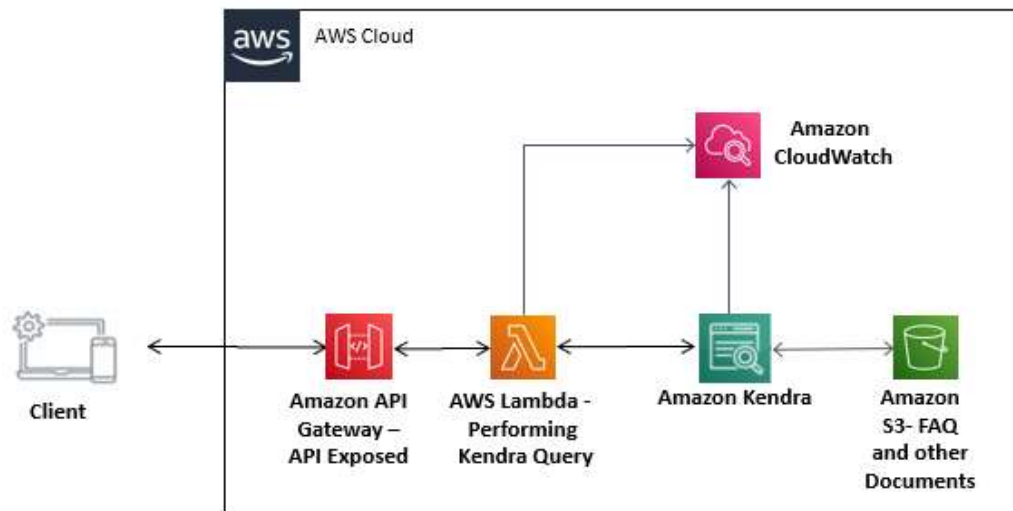 aws
AWS Cloud
Amazon
CloudWatch
Client
Amazon API
Gateway –
API Exposed
AWS Lambda -
Performing
Kendra Query
Amazon Kendra
Amazon
S3- FAQ
and other
Documents